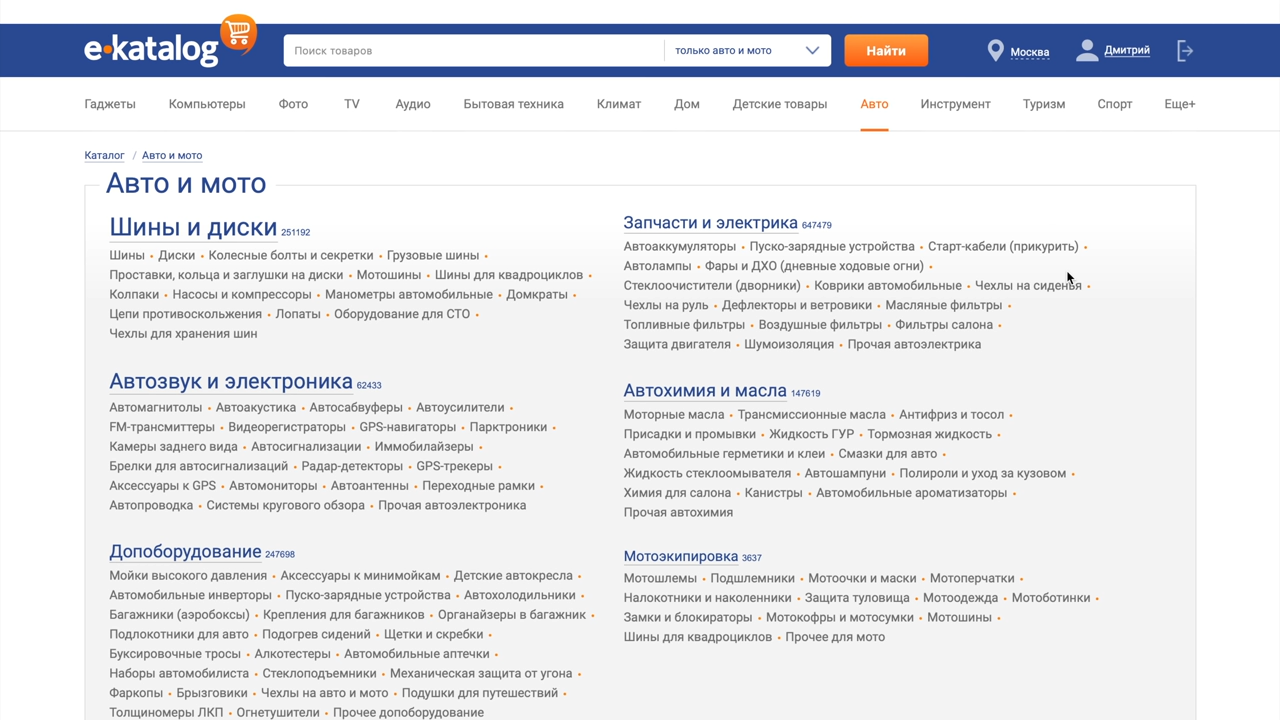 e·katalog
Поиск товаров
только авто и мото
Найти
Москва
Дмитрий
Гаджеты Компьютеры Фото TV Аудио Бытовая техника Климат Дом Детские товары Авто Инструмент Туризм Спорт Еще+
Каталог / Авто и мото
Авто и мото
Шины и диски 251192
Шины • Диски • Колесные болты и секретки • Грузовые шины •
Проставки, кольца и заглушки на диски • Мотошины • Шины для квадроциклов •
Колпаки • Насосы и компрессоры • Манометры автомобильные • Домкраты •
Цепи противоскольжения • Лопаты • Оборудование для СТО •
Чехлы для хранения шин
Автозвук и электроника 62433
Автомагнитолы • Автоакустика • Автосабвуферы • Автоусилители •
FM-трансмиттеры • Видеорегистраторы • GPS-навигаторы • Парктроники •
Камеры заднего вида • Автосигнализации • Иммобилайзеры •
Брелки для автосигнализаций • Радар-детекторы • GPS-трекеры •
Аксессуары к GPS • Автомониторы • Автоантенны • Переходные рамки •
Автопроводка • Системы кругового обзора • Прочая автоэлектроника
Допоборудование 247698
Мойки высокого давления • Аксессуары к минимойкам • Детские автокресла •
Автомобильные инверторы • Пуско-зарядные устройства • Автохолодильники •
Багажники (аэробоксы) • Крепления для багажников • Органайзеры в багажник •
Подлокотники для авто • Подогрев сидений • Щетки и скребки •
Буксировочные тросы • Алкотестеры • Автомобильные аптечки •
Наборы автомобилиста • Стеклоподъемники • Механическая защита от угона •
Фаркопы • Брызговики • Чехлы на авто и мото • Подушки для путешествий •
Толщиномеры ЛКП • Огнетушители • Прочее допоборудование
Запчасти и электрика 647479
Автоаккумуляторы • Пуско-зарядные устройства • Старт-кабели (прикурить) •
Автолампы • Фары и ДХО (дневные ходовые огни) •
Стеклоочистители (дворники) • Коврики автомобильные • Чехлы на сиденья •
Чехлы на руль • Дефлекторы и ветровики • Масляные фильтры •
Топливные фильтры • Воздушные фильтры • Фильтры салона •
Защита двигателя • Шумоизоляция • Прочая автоэлектрика
Автохимия и масла 147619
Моторные масла • Трансмиссионные масла • Антифриз и тосол •
Присадки и промывки • Жидкость ГУР • Тормозная жидкость •
Автомобильные герметики и клеи • Смазки для авто •
Жидкость стеклоомывателя • Автошампуни • Полироли и уход за кузовом •
Химия для салона • Канистры • Автомобильные ароматизаторы •
Прочая автохимия
Мотоэкипировка 3637
Мотошлемы • Подшлемники • Мотоочки и маски • Мотоперчатки •
Налокотники и наколенники • Защита туловища • Мотоодежда • Мотоботинки •
Замки и блокираторы • Мотокофры и мотосумки • Мотошины •
Шины для квадроциклов • Прочее для мото